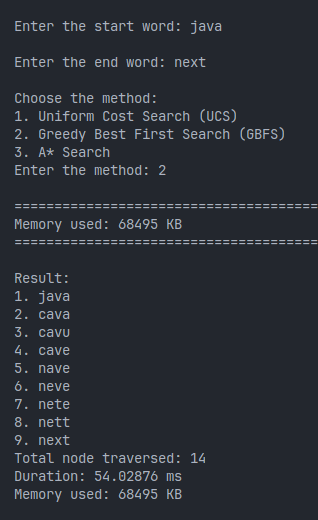 Enter the start word: java
Enter the end word: next
Choose the method:
1. Uniform Cost Search (UCS)
2. Greedy Best First Search (GBFS)
3. A* Search
Enter the method: 2
======================================
Memory used: 68495 KB
======================================
Result:
1. java
2. cava
3. cavu
4. cave
5. nave
6. neve
7. nete
8. nett
9. next
Total node traversed: 14
Duration: 54.02876 ms
Memory used: 68495 KB